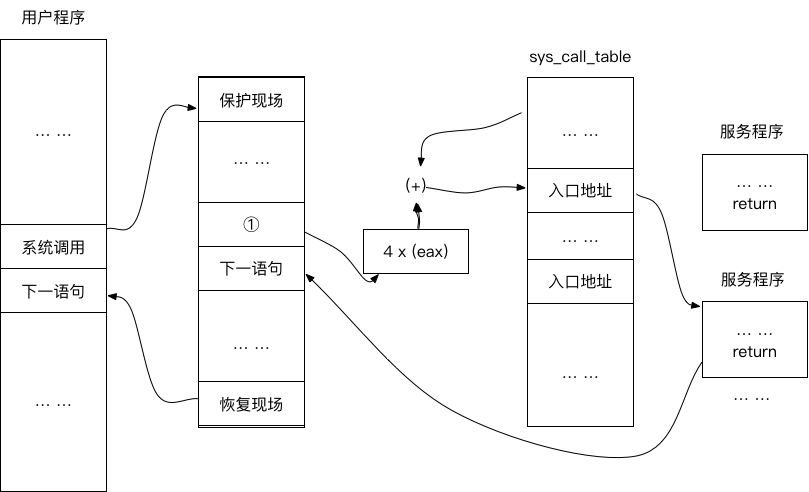 用户程序
… …
系统调用
下一语句
… …
保护现场
… …
①
下一语句
… …
恢复现场
(+)
4 x (eax)
sys_call_table
… …
入口地址
… …
入口地址
… …
服务程序
… …
return
服务程序
… …
return
… …